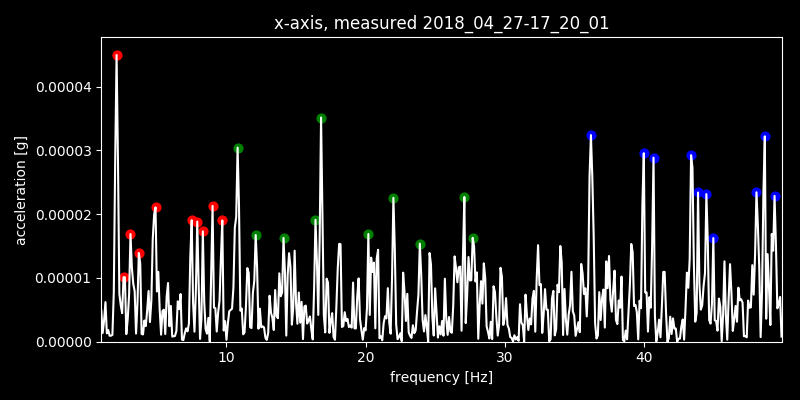 x-axis, measured 2018_04_27-17_20_01
acceleration [g]
0.00004
0.00003
0.00002
0.00001
0.00000
10 20 30 40
frequency [Hz]